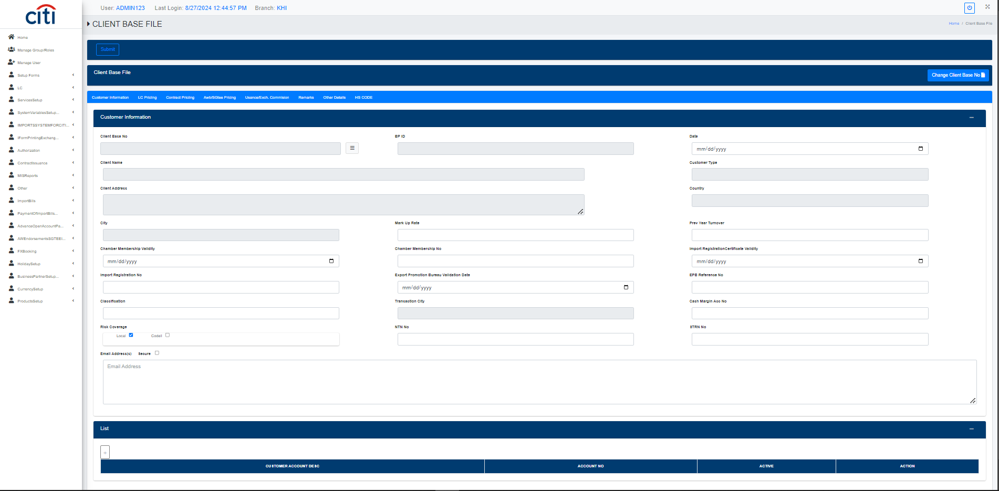 citi
User: ADMIN123 Last Login: 8/27/2024 12:44:57 PM Branch: KHI
CLIENT BASE FILE
Home / Client Base File
Home
Manage Group/Roles
Manage User
Setup Forms
LC
ServicesSetup
SystemVariablesSetup...
IMPORTSSYSTEMFORCITI...
IFormPrintingExchang...
Authorization
ContractIssuance
MISReports
Other
ImportBills
PaymentOfImportBills...
AdvanceOpenAccountPa...
AWEndorsementsSGTEEI...
FXBooking
HolidaySetup
BusinessPartnerSetup...
CurrencySetup
ProductsSetup
Submit
Client Base File
Change Client Base No
Customer Information LC Pricing Contract Pricing Awb/SGtee Pricing Usance/Exch. Commision Remarks Other Details HS CODE
Customer Information
Client Base No BP ID Date
mm/dd/yyyy
Client Name Customer Type
Client Address Country
City Mark Up Rate Prev Year Turnover
Chamber Membership Validity Chamber Membership No Import RegistrationCertificate Validity
mm/dd/yyyy mm/dd/yyyy
Import Registration No Export Promotion Bureau Validation Date EPB Reference No
mm/dd/yyyy
Classification Transaction City Cash Margin Acc No
Risk Coverage NTN No STRN No
Local Codell
Email Address(s) Secure
Email Address
List
+
CUSTOMER ACCOUNT DESC ACCOUNT NO ACTIVE ACTION